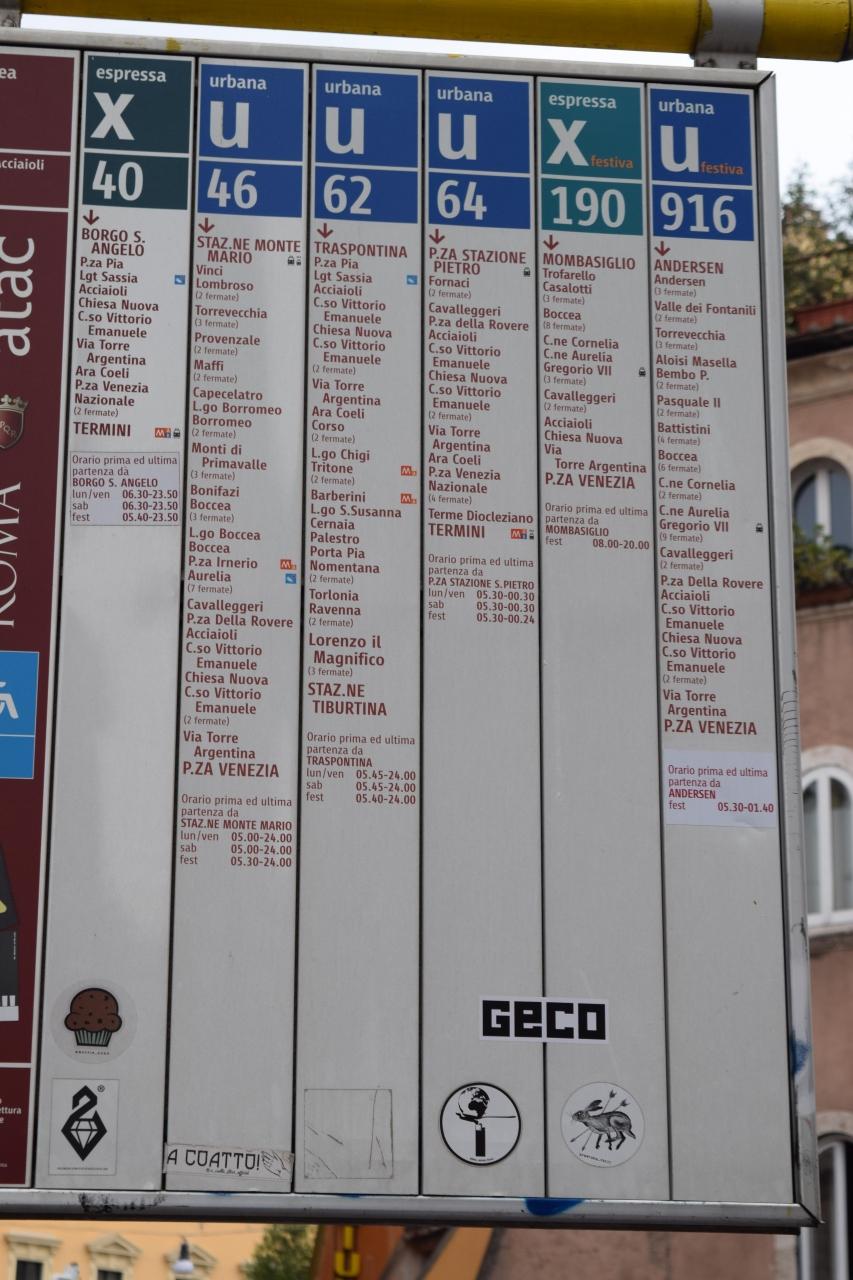 ea
acciaioli
atac
ROMA
espressa
x
40
BORGO S.
ANGELO
P.za Pia
Lgt Sassia
Acciaioli
Chiesa Nuova
C.so Vittorio
Emanuele
Via Torre
Argentina
Ara Coeli
P.za Venezia
Nazionale
(2 fermate)
TERMINI
Orario prima ed ultima
partenza da
BORGO S. ANGELO
lun/ven 06.30-23.50
sab 06.30-23.50
fest 05.40-23.50
urbana
u
46
STAZ.NE MONTE
MARIO
Vinci
Lombroso
(2 fermate)
Torrevecchia
(3 fermate)
Provenzale
(2 fermate)
Maffi
(2 fermate)
Capecelatro
L.go Borromeo
Borromeo
(2 fermate)
Monti di
Primavalle
(3 fermate)
Bonifazi
Boccea
(3 fermate)
L.go Boccea
Boccea
P.za Irnerio
Aurelia
(7 fermate)
Cavalleggeri
P.za Della Rovere
Acciaioli
C.so Vittorio
Emanuele
Chiesa Nuova
C.so Vittorio
Emanuele
(2 fermate)
Via Torre
Argentina
P.ZA VENEZIA
Orario prima ed ultima
partenza da
STAZ.NE MONTE MARIO
lun/ven 05.00-24.00
sab 05.00-24.00
fest 05.30-24.00
urbana
u
62
TRASPONTINA
P.za Pia
Lgt Sassia
Acciaioli
C.so Vittorio
Emanuele
Chiesa Nuova
C.so Vittorio
Emanuele
(2 fermate)
Via Torre
Argentina
Ara Coeli
Corso
(2 fermate)
L.go Chigi
Tritone
(2 fermate)
Barberini
L.go S.Susanna
Cernaia
Palestro
Porta Pia
Nomentana
(2 fermate)
Torlonia
Ravenna
(2 fermate)
Lorenzo il
Magnifico
(3 fermate)
STAZ.NE
TIBURTINA
Orario prima ed ultima
partenza da
TRASPONTINA
lun/ven 05.45-24.00
sab 05.45-24.00
fest 05.40-24.00
urbana
u
64
P.ZA STAZIONE
PIETRO
Fornaci
(2 fermate)
Cavalleggeri
P.za della Rovere
Acciaioli
C.so Vittorio
Emanuele
Chiesa Nuova
C.so Vittorio
Emanuele
(2 fermate)
Via Torre
Argentina
Ara Coeli
P.za Venezia
Nazionale
(4 fermate)
Terme Diocleziano
TERMINI
Orario prima ed ultima
partenza da
P.ZA STAZIONE S.PIETRO
lun/ven 05.30-00.30
sab 05.30-00.30
fest 05.30-00.24
espressa
x festiva
190
MOMBASIGLIO
Trofarello
Casalotti
(3 fermate)
Boccea
(8 fermate)
C.ne Cornelia
C.ne Aurelia
Gregorio VII
(3 fermate)
Cavalleggeri
(2 fermate)
Acciaioli
Chiesa Nuova
Via
Torre Argentina
P.ZA VENEZIA
Orario prima ed ultima
partenza da
MOMBASIGLIO
fest 08.00-20.00
urbana
u festiva
916
ANDERSEN
Andersen
(3 fermate)
Valle dei Fontanili
(2 fermate)
Torrevecchia
(3 fermate)
Aloisi Masella
Bembo P.
(2 fermate)
Pasquale II
(2 fermate)
Battistini
(4 fermate)
Boccea
(6 fermate)
C.ne Cornelia
(2 fermate)
C.ne Aurelia
Gregorio VII
(9 fermate)
Cavalleggeri
(2 fermate)
P.za Della Rovere
Acciaioli
C.so Vittorio
Emanuele
Chiesa Nuova
C.so Vittorio
Emanuele
(2 fermate)
Via Torre
Argentina
P.ZA VENEZIA
Orario prima ed ultima
partenza da
ANDERSEN
fest 05.30-01.40
GECO
A COATTO!